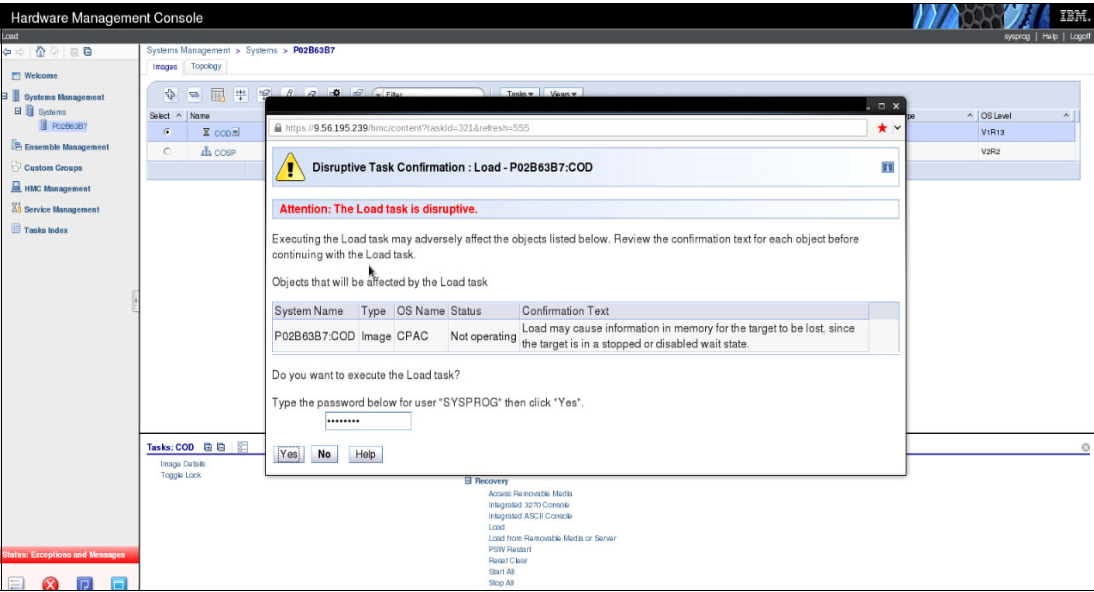 Hardware Management Console
IBM.
Load
sysprog | Help | Logoff
Systems Management > Systems > P02B63B7
Images Topology
Welcome
Systems Management
Systems
P02B63B7
Ensemble Management
Custom Groups
HMC Management
Service Management
Tasks Index
Filter Tasks Views
Select Name OS Level
COD V1R13
COSP V2R2
https://9.56.195.239/hmc/content?taskId=321&refresh=555
Disruptive Task Confirmation : Load - P02B63B7:COD
Attention: The Load task is disruptive.
Executing the Load task may adversely affect the objects listed below. Review the confirmation text for each object before
continuing with the Load task.
Objects that will be affected by the Load task
System Name Type OS Name Status Confirmation Text
P02B63B7:COD Image CPAC Not operating Load may cause information in memory for the target to be lost, since
the target is in a stopped or disabled wait state.
Do you want to execute the Load task?
Type the password below for user "SYSPROG" then click "Yes".
••••••••
Yes No Help
Tasks: COD
Image Details
Toggle Lock
Recovery
Access Removable Media
Integrated 3270 Console
Integrated ASCII Console
Load
Load from Removable Media or Server
PSW Restart
Reset Clear
Start All
Stop All
Status: Exceptions and Messages